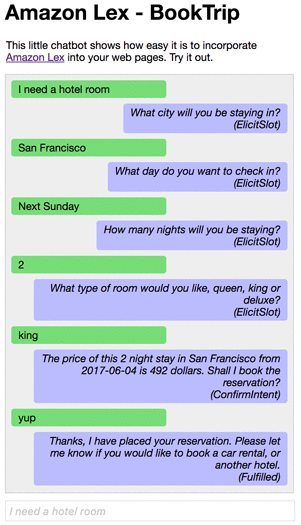 Amazon Lex - BookTrip
This little chatbot shows how easy it is to incorporate
Amazon Lex into your web pages. Try it out.
I need a hotel room
What city will you be staying in?
(ElicitSlot)
San Francisco
What day do you want to check in?
(ElicitSlot)
Next Sunday
How many nights will you be staying?
(ElicitSlot)
2
What type of room would you like, queen, king or
deluxe?
(ElicitSlot)
king
The price of this 2 night stay in San Francisco from
2017-06-04 is 492 dollars. Shall I book the
reservation?
(ConfirmIntent)
yup
Thanks, I have placed your reservation. Please let
me know if you would like to book a car rental, or
another hotel.
(Fulfilled)
I need a hotel room